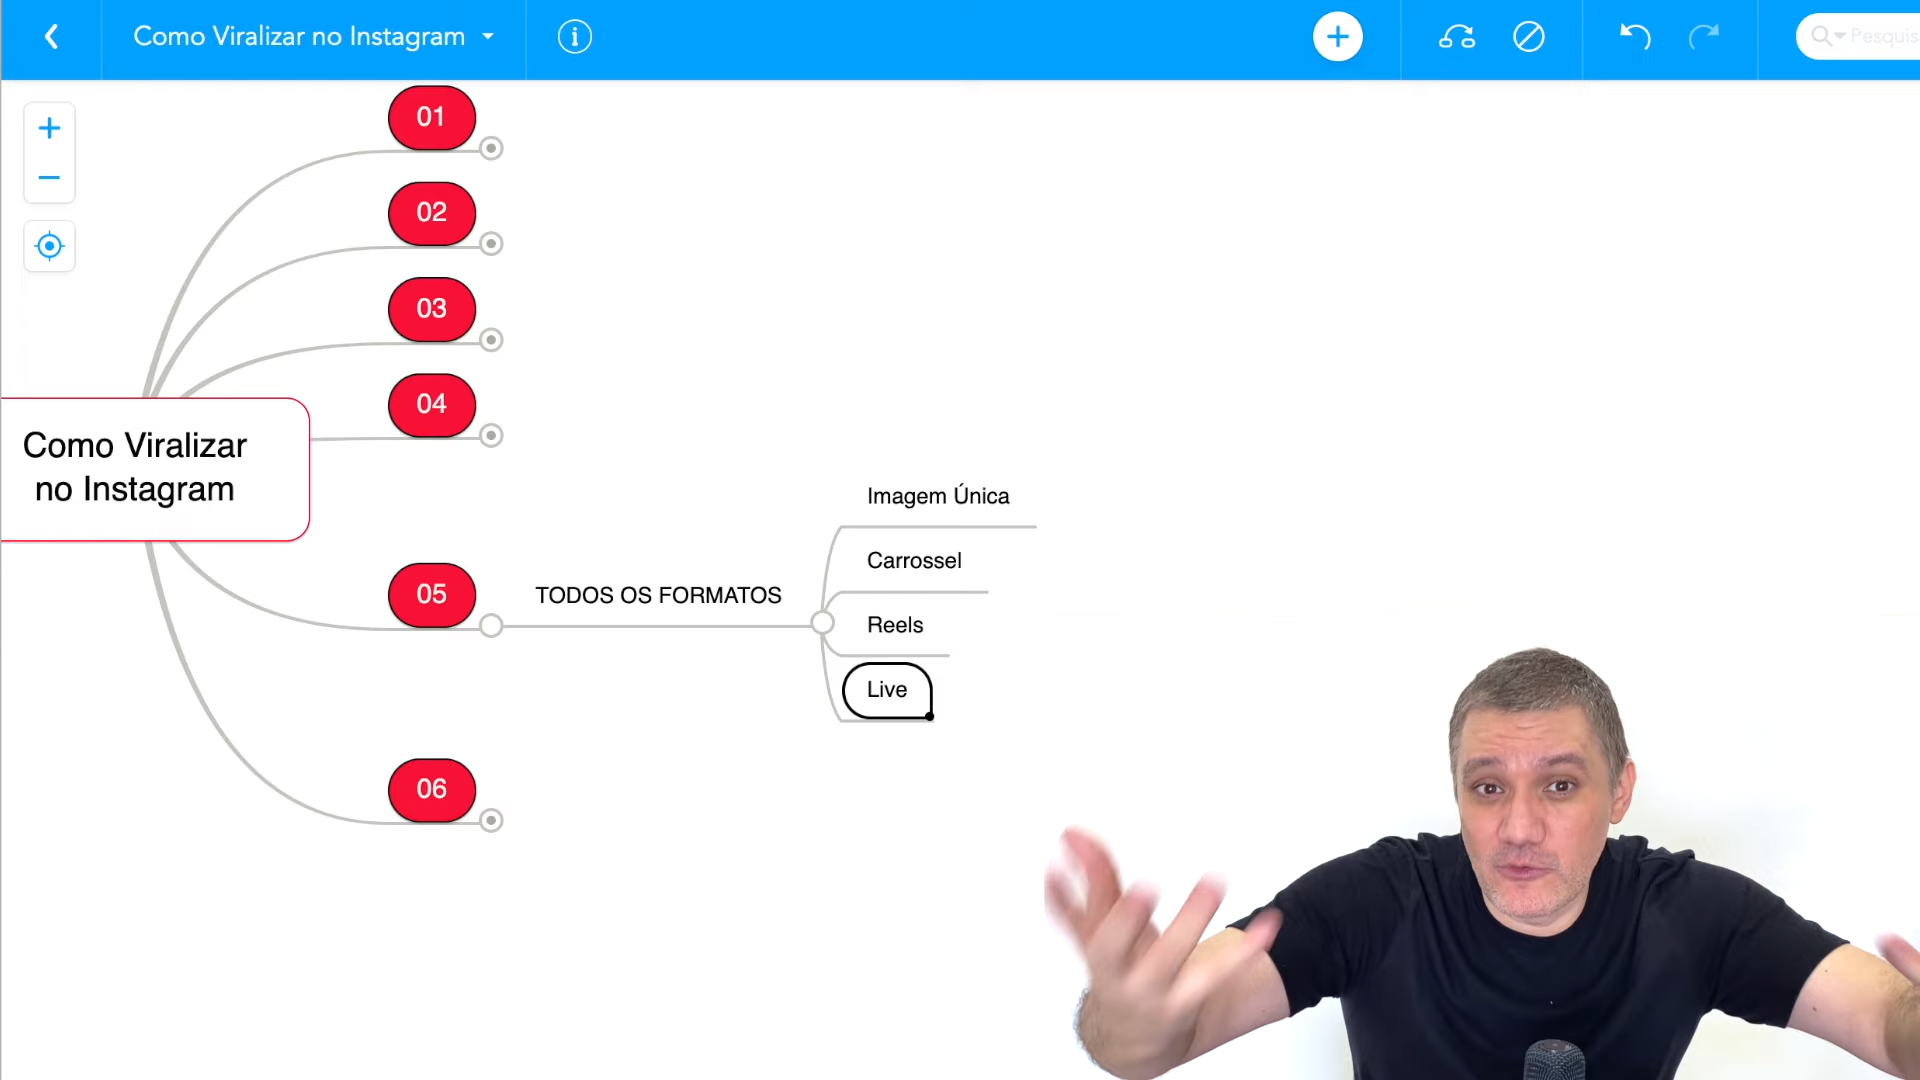 Como Viralizar no Instagram
Pesquis
01
02
03
04
Como Viralizar
no Instagram
Imagem Única
Carrossel
05
TODOS OS FORMATOS
Reels
Live
06